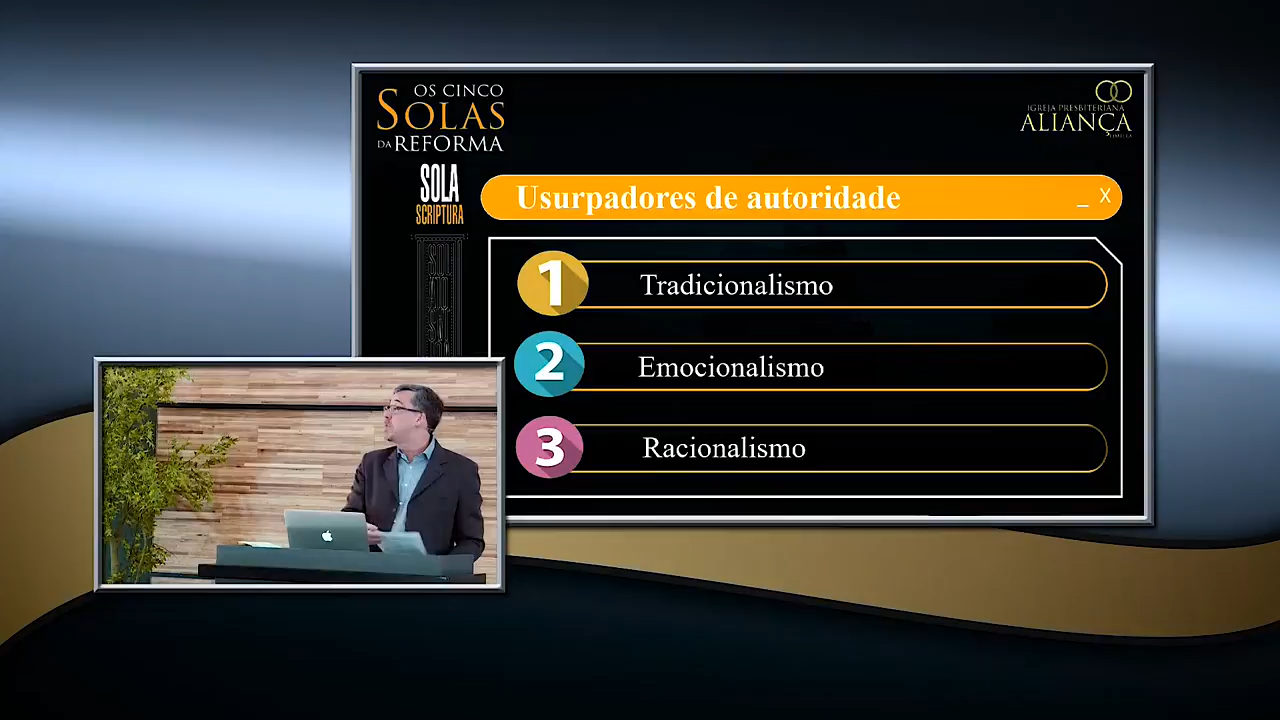 OS CINCO
SOLAS
DA REFORMA
IGREJA PRESBITERIANA
ALIANÇA
SOLA
SCRIPTURA
Usurpadores de autoridade
_ X
1 Tradicionalismo
2 Emocionalismo
3 Racionalismo